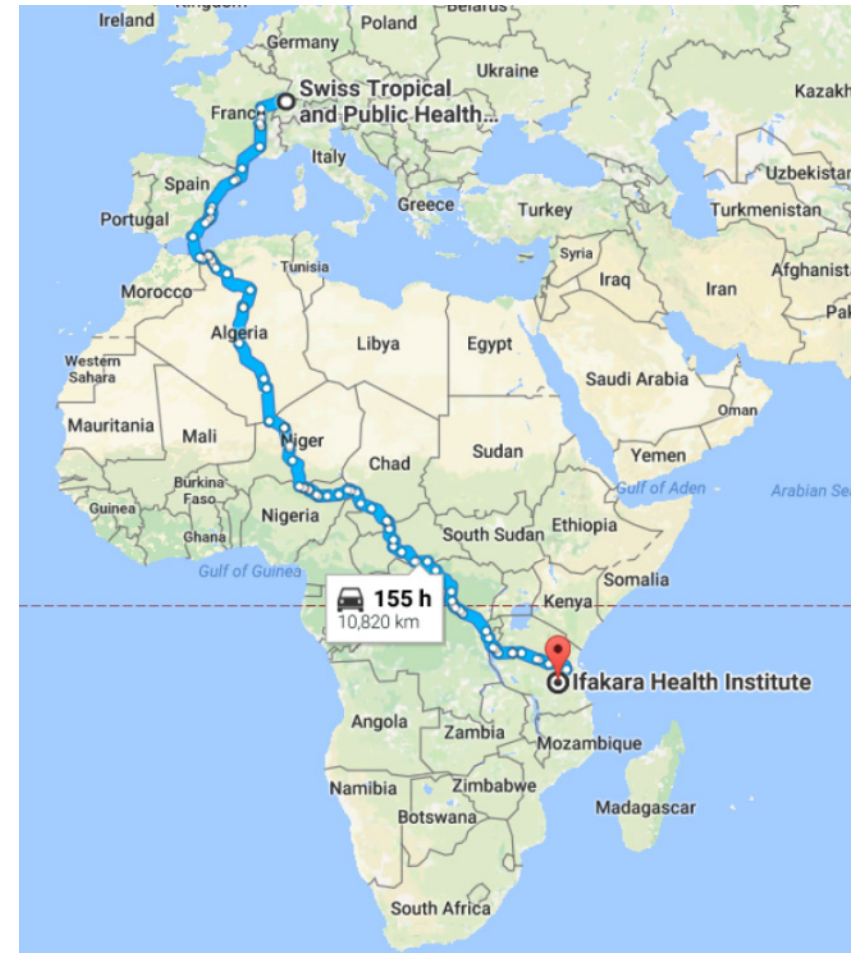 Ireland
Kingdom
Poland
Belarus
Germany
Ukraine
Kazakh
Swiss Tropical
and Public Health...
France
Italy
Uzbekistan
Spain
Portugal
Greece
Turkey
Turkmenistan
Syria
Tunisia
Afghanista
Iraq
Iran
Morocco
Pak
Algeria
Libya
Egypt
Western
Sahara
Saudi Arabia
Oman
Mauritania
Mali
Niger
Chad
Sudan
Yemen
Burkina
Faso
Gulf of Aden
Arabian Sea
Guinea
Nigeria
Ghana
South Sudan
Ethiopia
Gulf of Guinea
Somalia
155 h
10,820 km
Kenya
Ifakara Health Institute
Angola
Zambia
Mozambique
Namibia
Zimbabwe
Botswana
Madagascar
South Africa